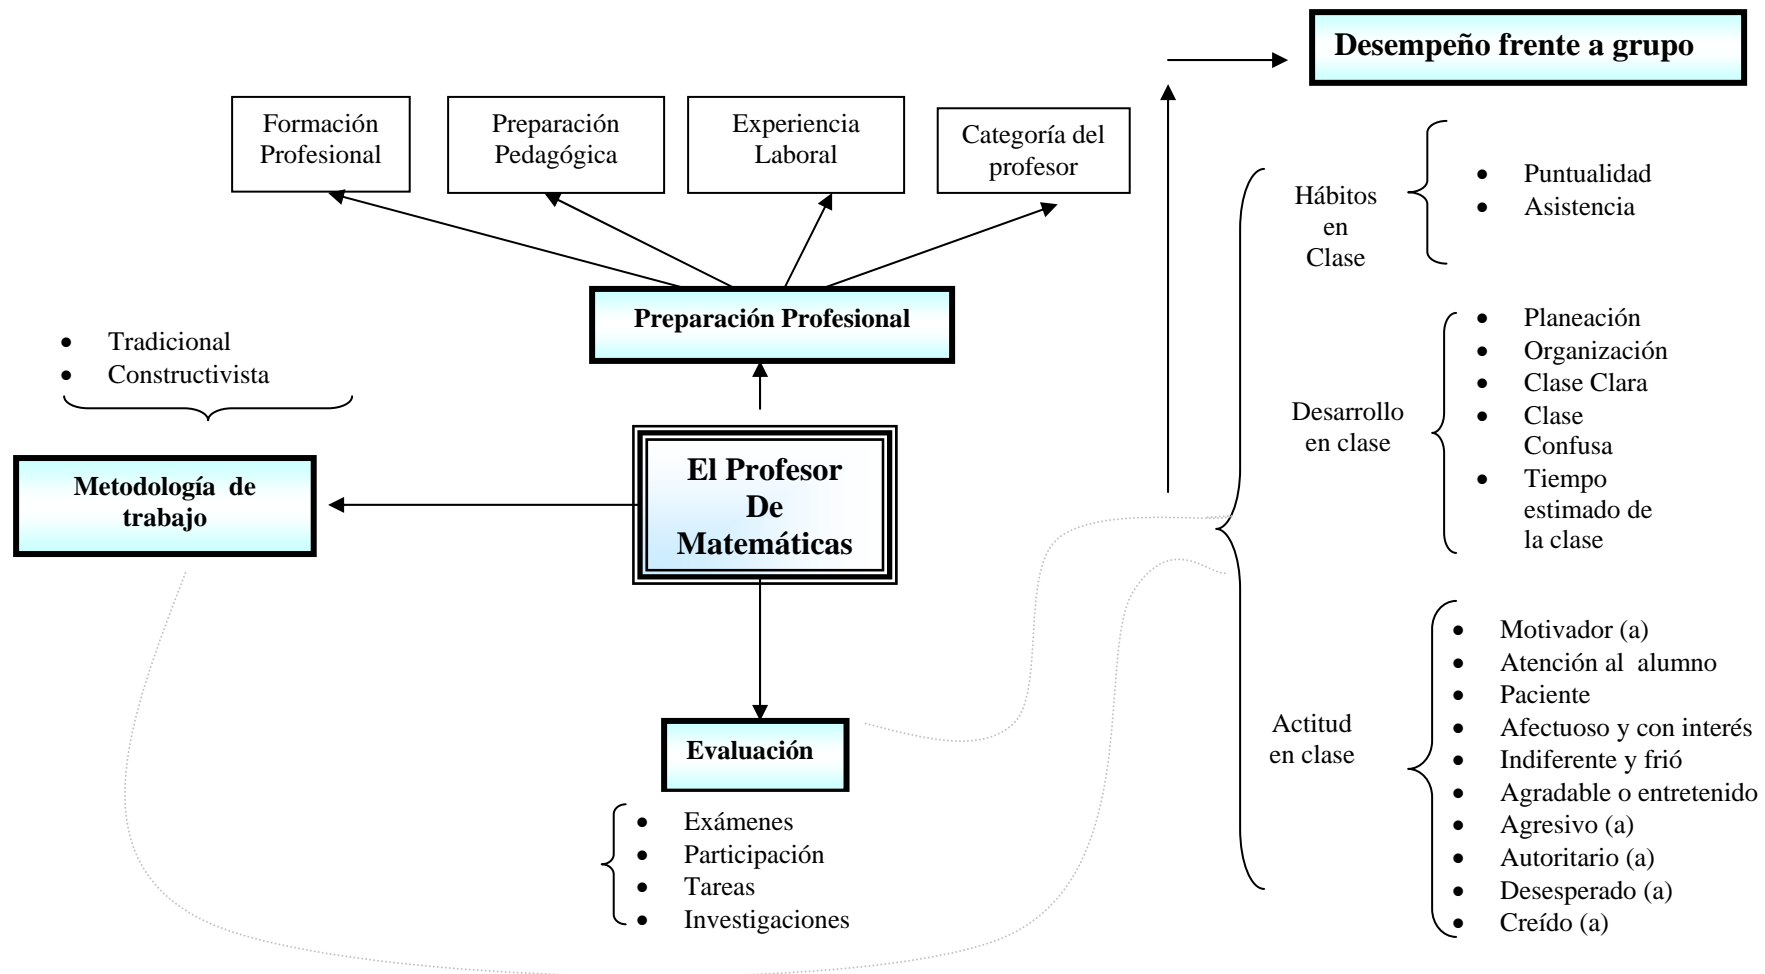 Desempeño frente a grupo
Formación
Profesional
Preparación
Pedagógica
Experiencia
Laboral
Categoría del
profesor
Preparación Profesional
• Tradicional
• Constructivista
Metodología de
trabajo
El Profesor
De
Matemáticas
Evaluación
• Exámenes
• Participación
• Tareas
• Investigaciones
Hábitos
en
Clase
• Puntualidad
• Asistencia
Desarrollo
en clase
• Planeación
• Organización
• Clase Clara
• Clase
Confusa
• Tiempo
estimado de
la clase
Actitud
en clase
• Motivador (a)
• Atención al alumno
• Paciente
• Afectuoso y con interés
• Indiferente y frió
• Agradable o entretenido
• Agresivo (a)
• Autoritario (a)
• Desesperado (a)
• Creído (a)